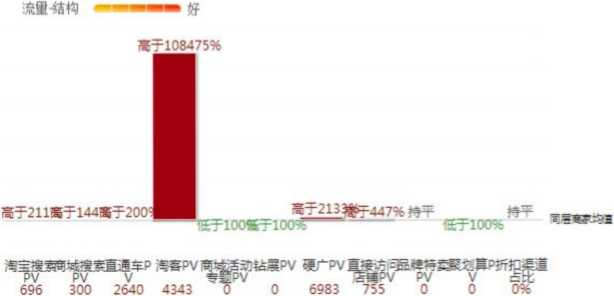 流量-结构 好
高于108475%
高于211% 高于144% 高于200% 低于100% 低于100% 高于2133% 高于447% 持平 低于100% 持平
同层商家均值
淘宝搜索PV 商城搜索PV 直通车PV 淘客PV 商城活动专题PV 钻展PV 硬广PV 直接访问店铺PV 品牌特卖PV 聚划算PV 折扣渠道占比
696 300 2640 4343 0 0 6983 755 0 0 0%